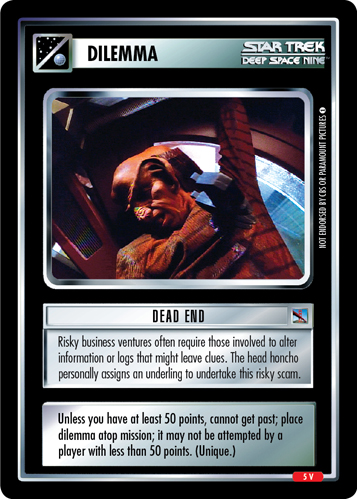 DILEMMA
STAR TREK
DEEP SPACE NINE
NOT ENDORSED BY CBS OR PARAMOUNT PICTURES
DEAD END
Risky business ventures often require those involved to alter
information or logs that might leave clues. The head honcho
personally assigns an underling to undertake this risky scam.
Unless you have at least 50 points, cannot get past; place
dilemma atop mission; it may not be attempted by a
player with less than 50 points. (Unique.)
5 V